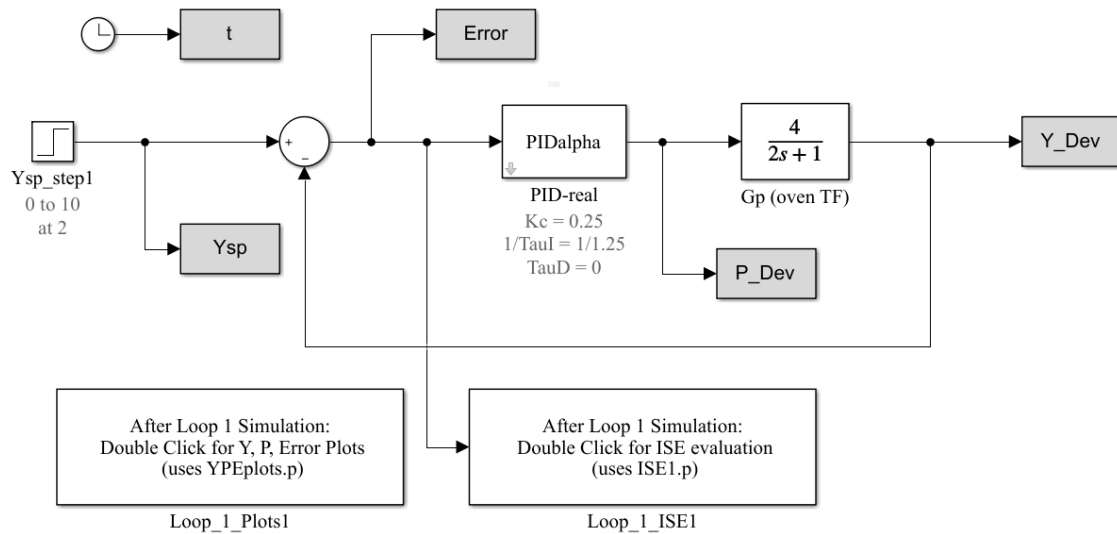 t
Error
+
−
PIDalpha
4
2s + 1
Y_Dev
Ysp_step1
0 to 10
at 2
PID-real
Kc = 0.25
1/TauI = 1/1.25
TauD = 0
Gp (oven TF)
Ysp
P_Dev
After Loop 1 Simulation:
Double Click for Y, P, Error Plots
(uses YPEplots.p)
Loop_1_Plots1
After Loop 1 Simulation:
Double Click for ISE evaluation
(uses ISE1.p)
Loop_1_ISE1